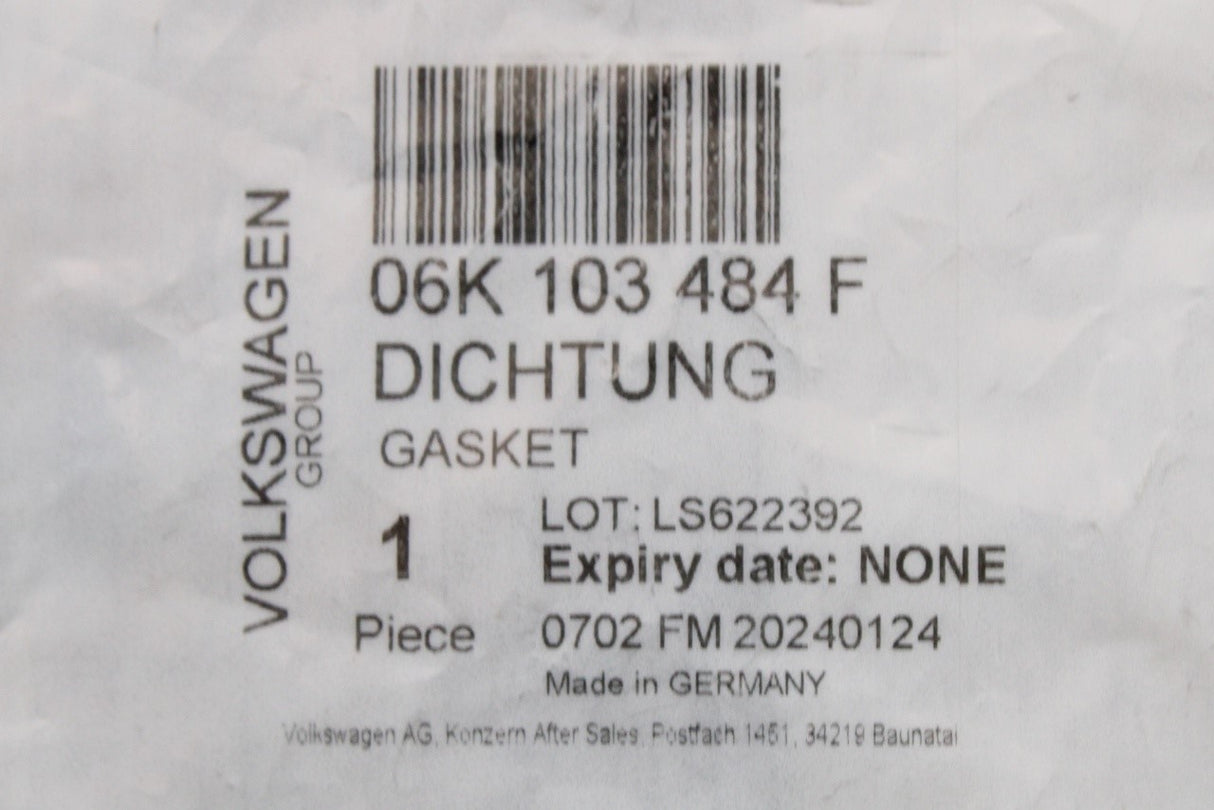 VOLKSWAGEN
GROUP
06K 103 484 F
DICHTUNG
GASKET
1
Piece
LOT: LS622392
Expiry date: NONE
0702 FM 20240124
Made in GERMANY
Volkswagen AG, Konzern After Sales, Postfach 1451, 34219 Baunatal